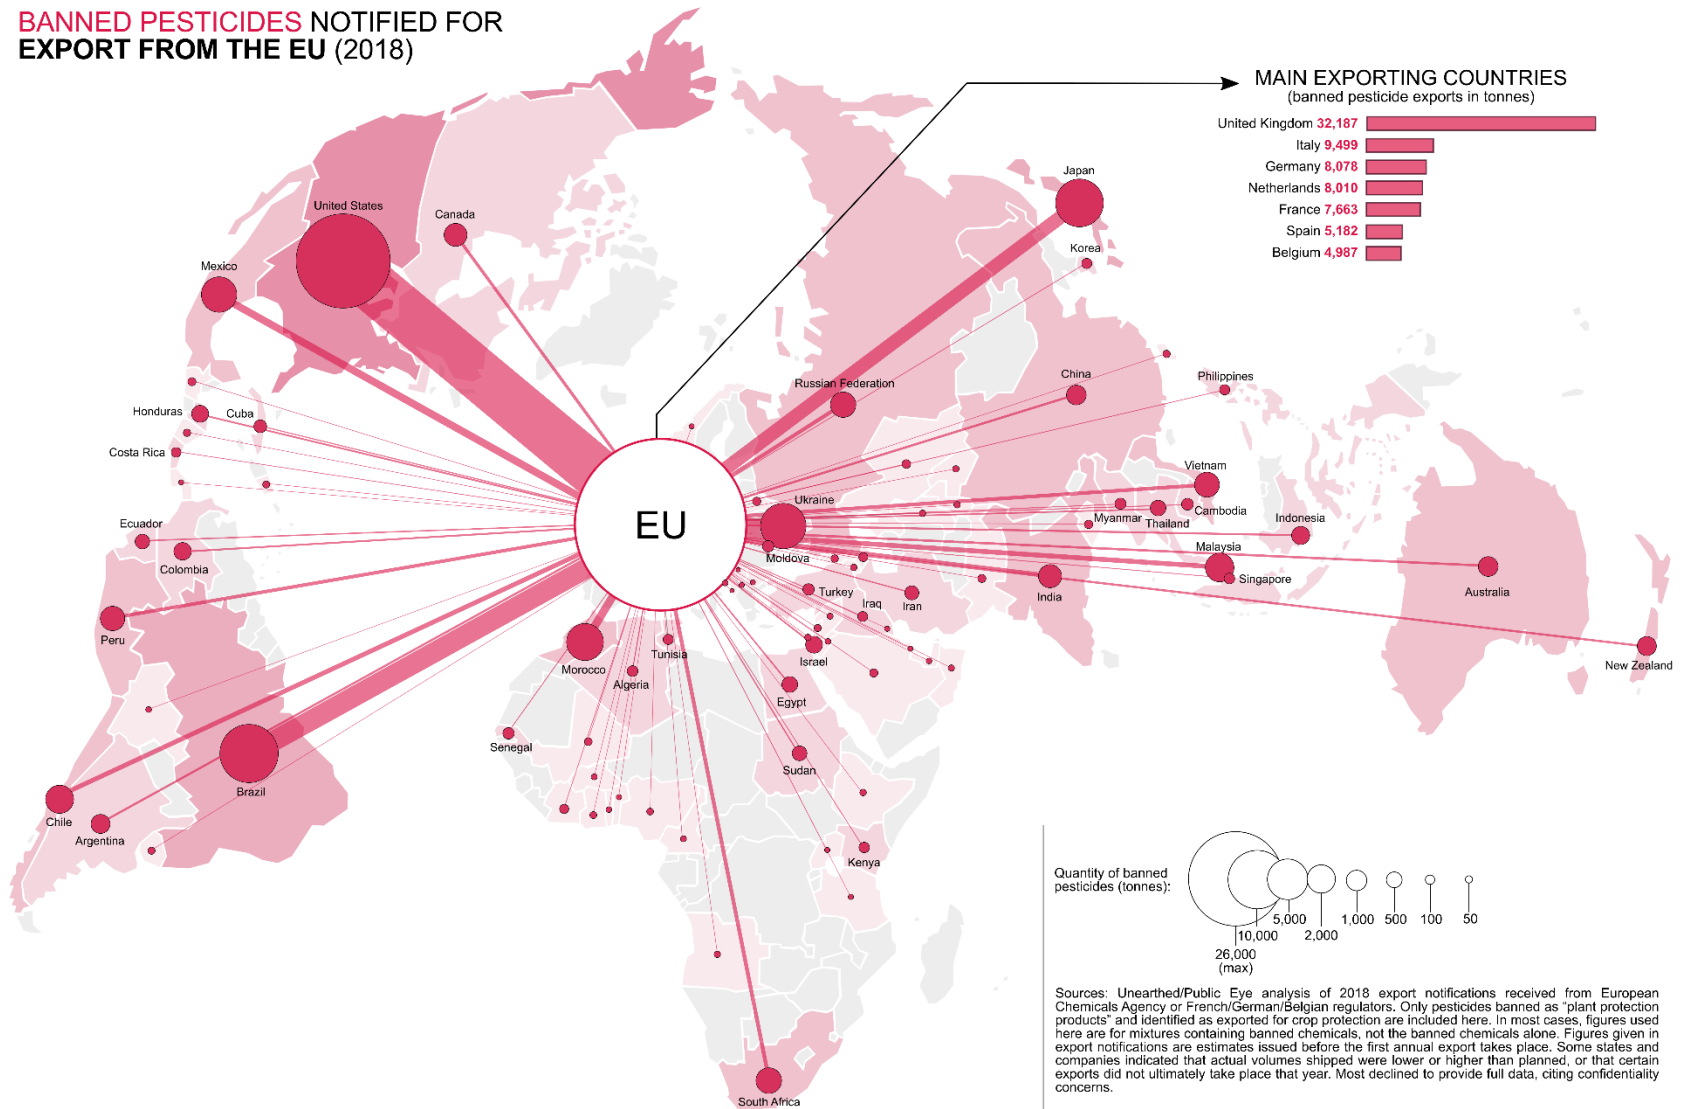 BANNED PESTICIDES NOTIFIED FOR
EXPORT FROM THE EU (2018)
MAIN EXPORTING COUNTRIES
(banned pesticide exports in tonnes)
United Kingdom 32,187
Italy 9,499
Germany 8,078
Netherlands 8,010
France 7,663
Spain 5,182
Belgium 4,987
Japan
United States
Canada
Korea
Mexico
China
Philippines
Russian Federation
Honduras
Cuba
Costa Rica
Vietnam
Ukraine
EU
Myanmar
Thailand
Cambodia
Indonesia
Ecuador
Malaysia
Moldova
Colombia
Singapore
Turkey
Iraq
Iran
India
Australia
Peru
Tunisia
Morocco
Israel
New Zealand
Algeria
Egypt
Senegal
Sudan
Brazil
Chile
Argentina
Kenya
South Africa
Quantity of banned
pesticides (tonnes):
5,000
1,000
500
100
50
10,000
2,000
26,000
(max)
Sources: Unearthed/Public Eye analysis of 2018 export notifications received from European
Chemicals Agency or French/German/Belgian regulators. Only pesticides banned as “plant protection
products” and identified as exported for crop protection are included here. In most cases, figures used
here are for mixtures containing banned chemicals, not the banned chemicals alone. Figures given in
export notifications are estimates issued before the first annual export takes place. Some states and
companies indicated that actual volumes shipped were lower or higher than planned, or that certain
exports did not ultimately take place that year. Most declined to provide full data, citing confidentiality
concerns.